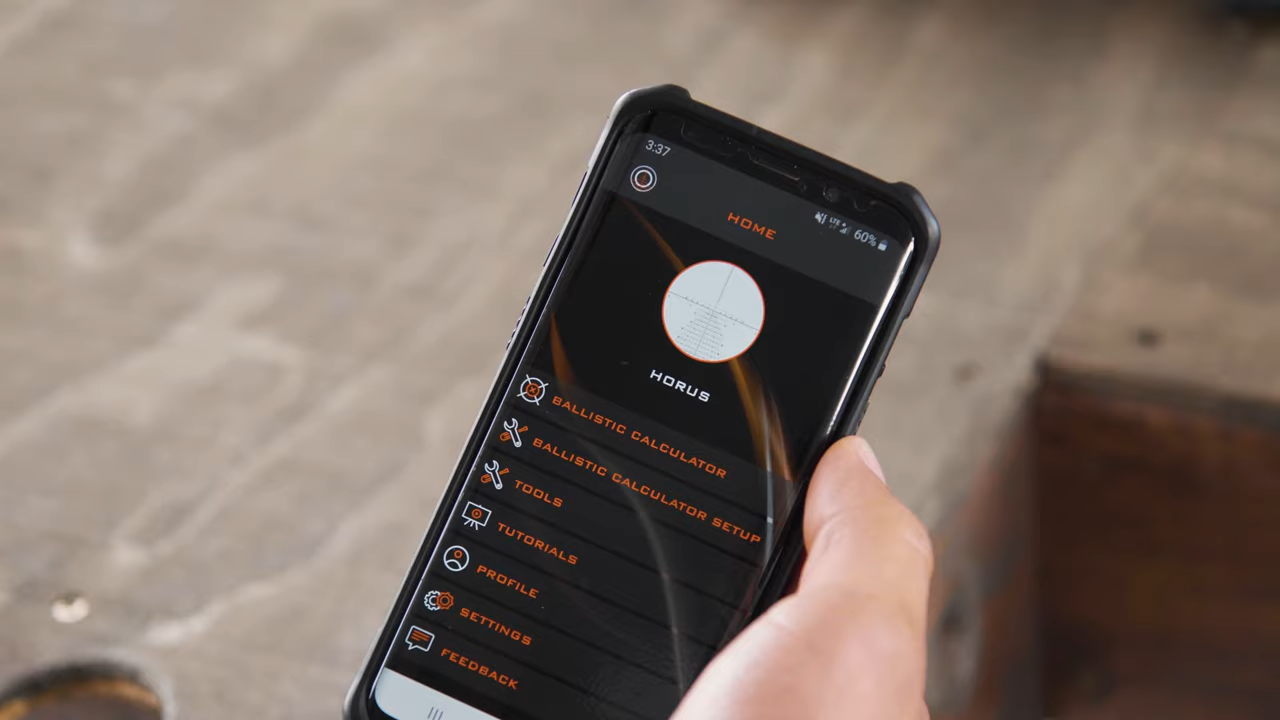 3:37
LTE
60%
HOME
HORUS
BALLISTIC CALCULATOR
BALLISTIC CALCULATOR SETUP
TOOLS
TUTORIALS
PROFILE
SETTINGS
FEEDBACK